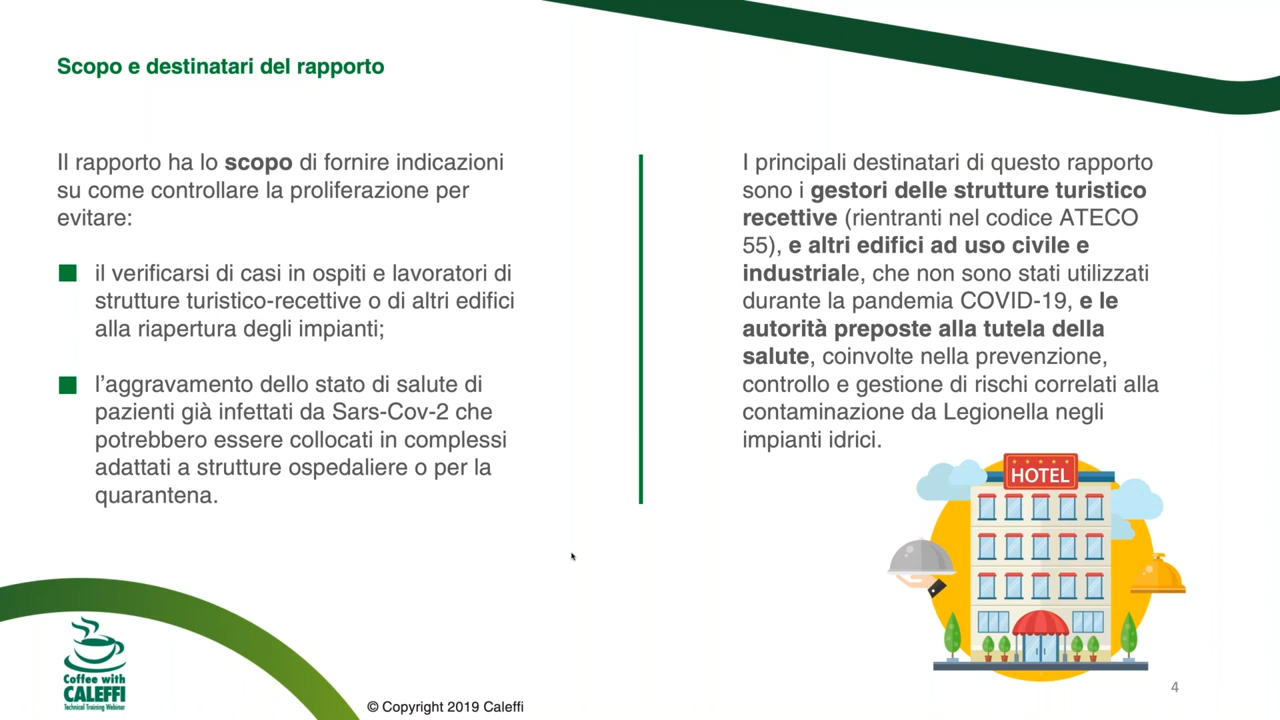 Scopo e destinatari del rapporto
Il rapporto ha lo scopo di fornire indicazioni
su come controllare la proliferazione per
evitare:
il verificarsi di casi in ospiti e lavoratori di
strutture turistico-recettive o di altri edifici
alla riapertura degli impianti;
l’aggravamento dello stato di salute di
pazienti già infettati da Sars-Cov-2 che
potrebbero essere collocati in complessi
adattati a strutture ospedaliere o per la
quarantena.
I principali destinatari di questo rapporto
sono i gestori delle strutture turistico
recettive (rientranti nel codice ATECO
55), e altri edifici ad uso civile e
industriale, che non sono stati utilizzati
durante la pandemia COVID-19, e le
autorità preposte alla tutela della
salute, coinvolte nella prevenzione,
controllo e gestione di rischi correlati alla
contaminazione da Legionella negli
impianti idrici.
HOTEL
Coffee with
CALEFFI
Technical Training Webinar
© Copyright 2019 Caleffi
4